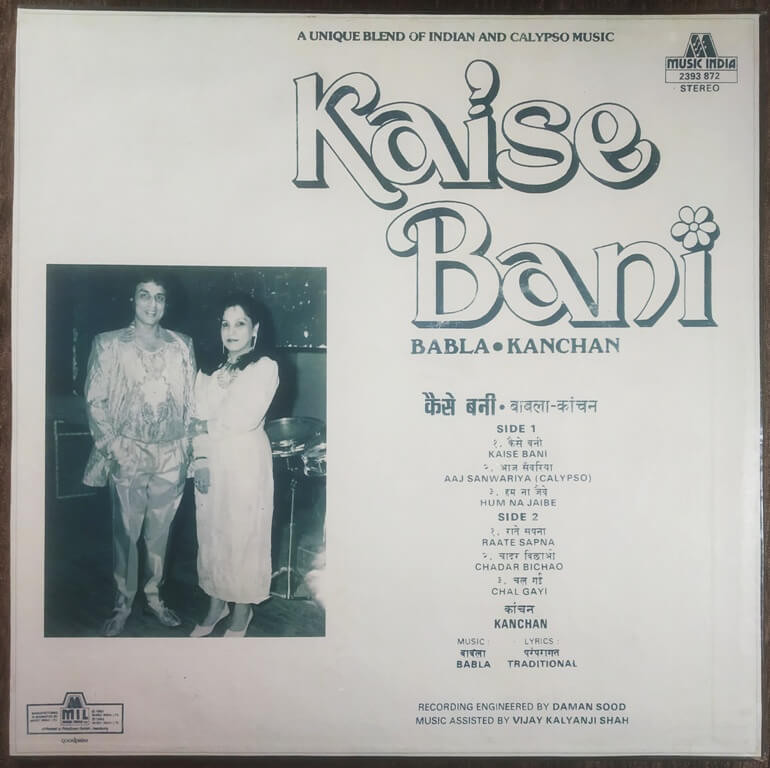 A UNIQUE BLEND OF INDIAN AND CALYPSO MUSIC
MUSIC INDIA
2393 872
STEREO
Kaise
Bani
BABLA • KANCHAN
कैसे बनी • बाबला-कांचन
SIDE 1
१. कैसे बनी
KAISE BANI
२. आज सँवरिया
AAJ SANWARIYA (CALYPSO)
३. हम ना जैबे
HUM NA JAIBE
SIDE 2
१. राते सपना
RAATE SAPNA
२. चादर बिछाओ
CHADAR BICHAO
३. चल गई
CHAL GAYI
कांचन
KANCHAN
MUSIC : LYRICS :
बाबला परंपरागत
BABLA TRADITIONAL
RECORDING ENGINEERED BY DAMAN SOOD
MUSIC ASSISTED BY VIJAY KALYANJI SHAH
MIL